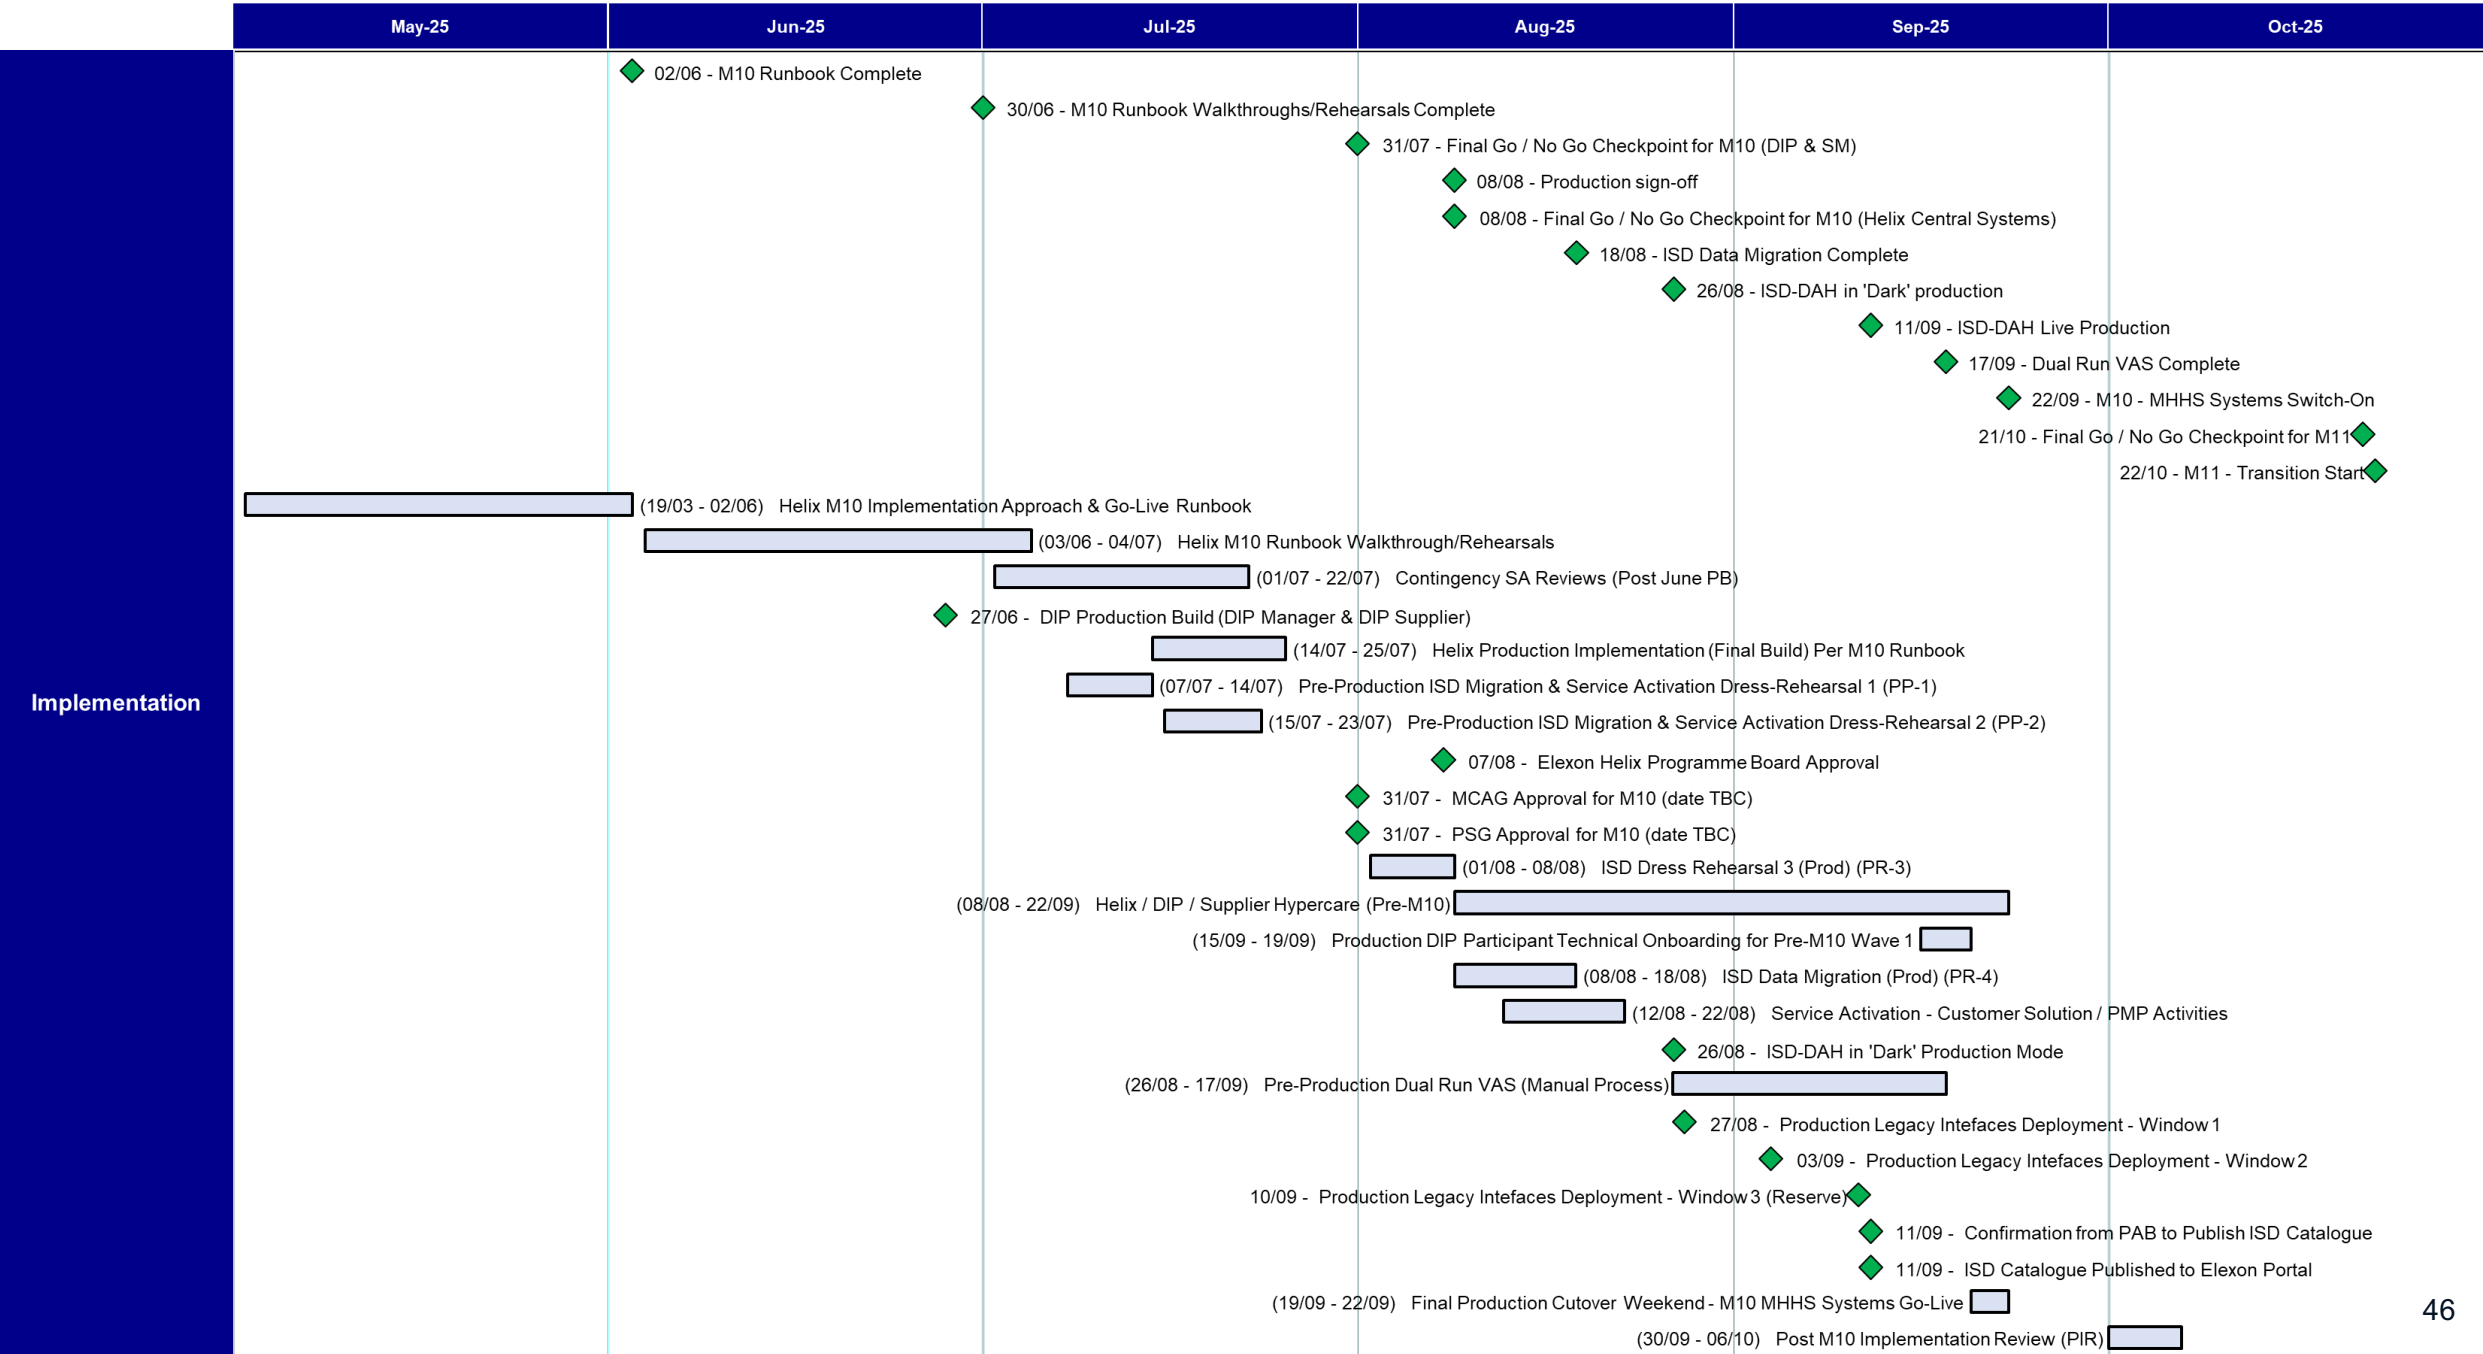 May-25 Jun-25 Jul-25 Aug-25 Sep-25 Oct-25
02/06 - M10 Runbook Complete
30/06 - M10 Runbook Walkthroughs/Rehearsals Complete
31/07 - Final Go / No Go Checkpoint for M10 (DIP & SM)
08/08 - Production sign-off
08/08 - Final Go / No Go Checkpoint for M10 (Helix Central Systems)
18/08 - ISD Data Migration Complete
26/08 - ISD-DAH in 'Dark' production
11/09 - ISD-DAH Live Production
17/09 - Dual Run VAS Complete
22/09 - M10 - MHHS Systems Switch-On
21/10 - Final Go / No Go Checkpoint for M11
22/10 - M11 - Transition Start
(19/03 - 02/06) Helix M10 Implementation Approach & Go-Live Runbook
(03/06 - 04/07) Helix M10 Runbook Walkthrough/Rehearsals
(01/07 - 22/07) Contingency SA Reviews (Post June PB)
27/06 - DIP Production Build (DIP Manager & DIP Supplier)
(14/07 - 25/07) Helix Production Implementation (Final Build) Per M10 Runbook
(07/07 - 14/07) Pre-Production ISD Migration & Service Activation Dress-Rehearsal 1 (PP-1)
Implementation
(15/07 - 23/07) Pre-Production ISD Migration & Service Activation Dress-Rehearsal 2 (PP-2)
07/08 - Elexon Helix Programme Board Approval
31/07 - MCAG Approval for M10 (date TBC)
31/07 - PSG Approval for M10 (date TBC)
(01/08 - 08/08) ISD Dress Rehearsal 3 (Prod) (PR-3)
(08/08 - 22/09) Helix / DIP / Supplier Hypercare (Pre-M10)
(15/09 - 19/09) Production DIP Participant Technical Onboarding for Pre-M10 Wave 1
(08/08 - 18/08) ISD Data Migration (Prod) (PR-4)
(12/08 - 22/08) Service Activation - Customer Solution / PMP Activities
26/08 - ISD-DAH in 'Dark' Production Mode
(26/08 - 17/09) Pre-Production Dual Run VAS (Manual Process)
27/08 - Production Legacy Intefaces Deployment - Window 1
03/09 - Production Legacy Intefaces Deployment - Window 2
10/09 - Production Legacy Intefaces Deployment - Window 3 (Reserve)
11/09 - Confirmation from PAB to Publish ISD Catalogue
11/09 - ISD Catalogue Published to Elexon Portal
(19/09 - 22/09) Final Production Cutover Weekend - M10 MHHS Systems Go-Live
46
(30/09 - 06/10) Post M10 Implementation Review (PIR)